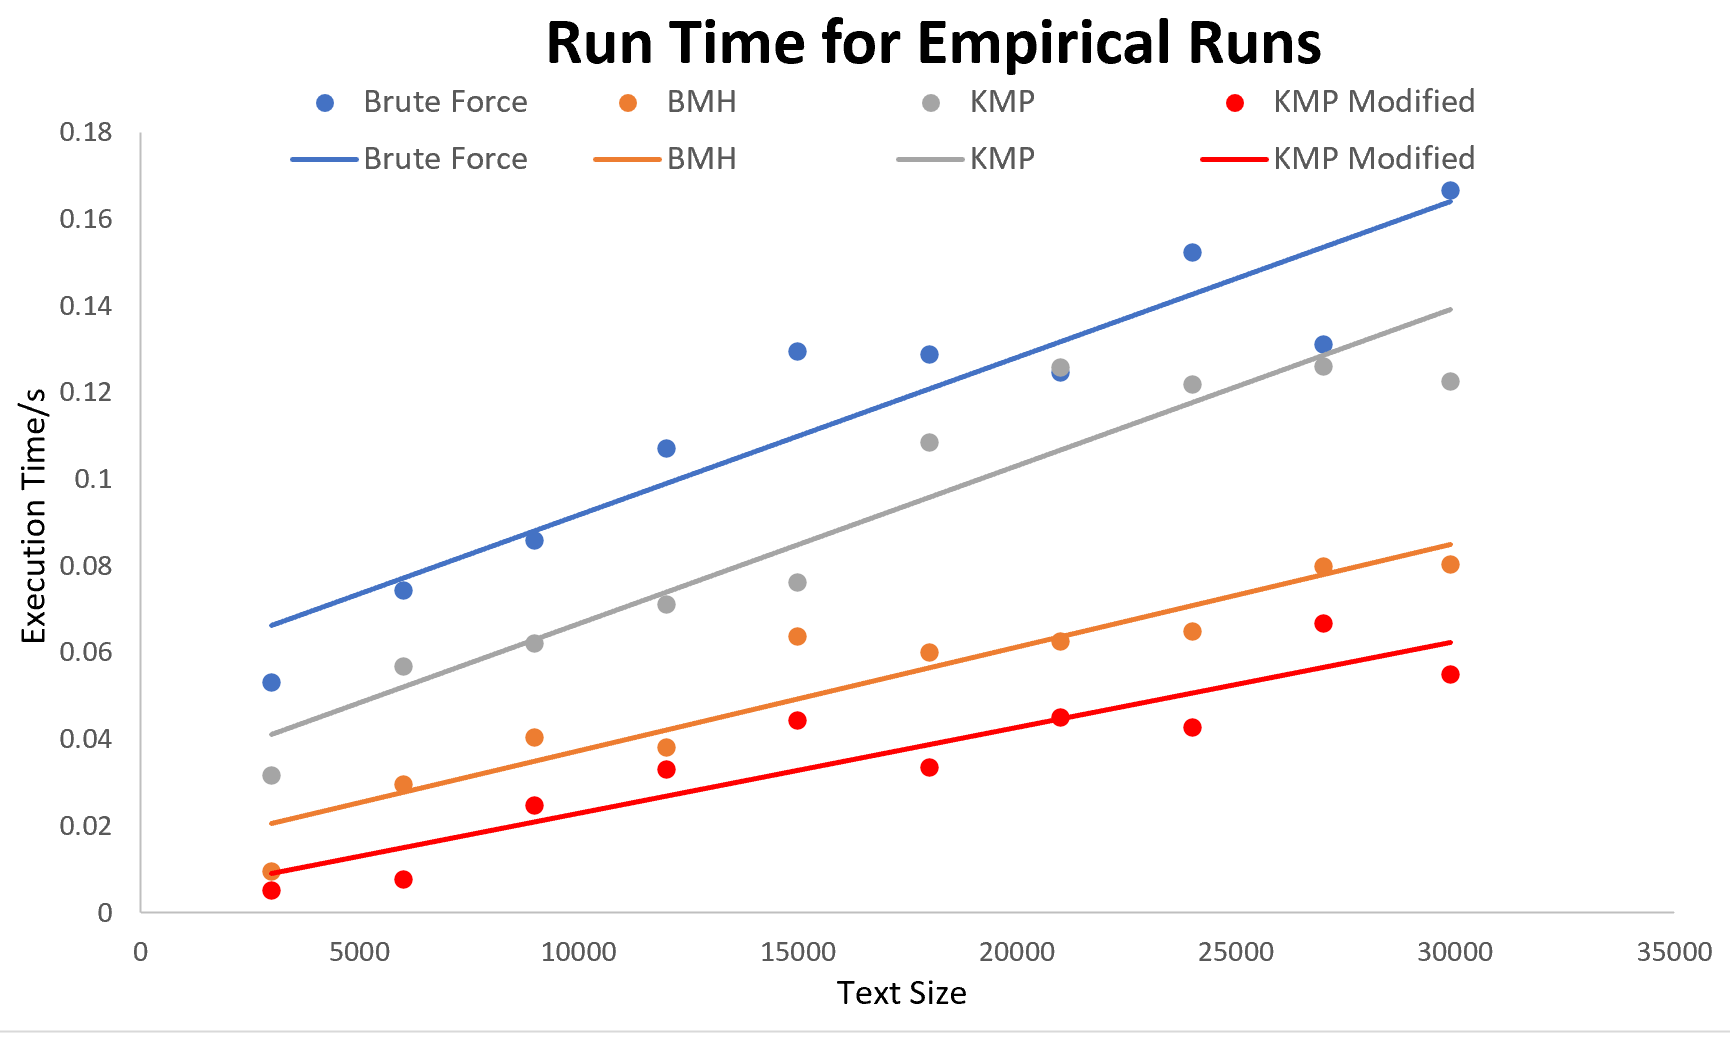 Run Time for Empirical Runs
Brute Force BMH KMP KMP Modified
Brute Force BMH KMP KMP Modified
0.18
0.16
0.14
0.12
0.1
0.08
0.06
0.04
0.02
0
Execution Time/s
0 5000 10000 15000 20000 25000 30000 35000
Text Size